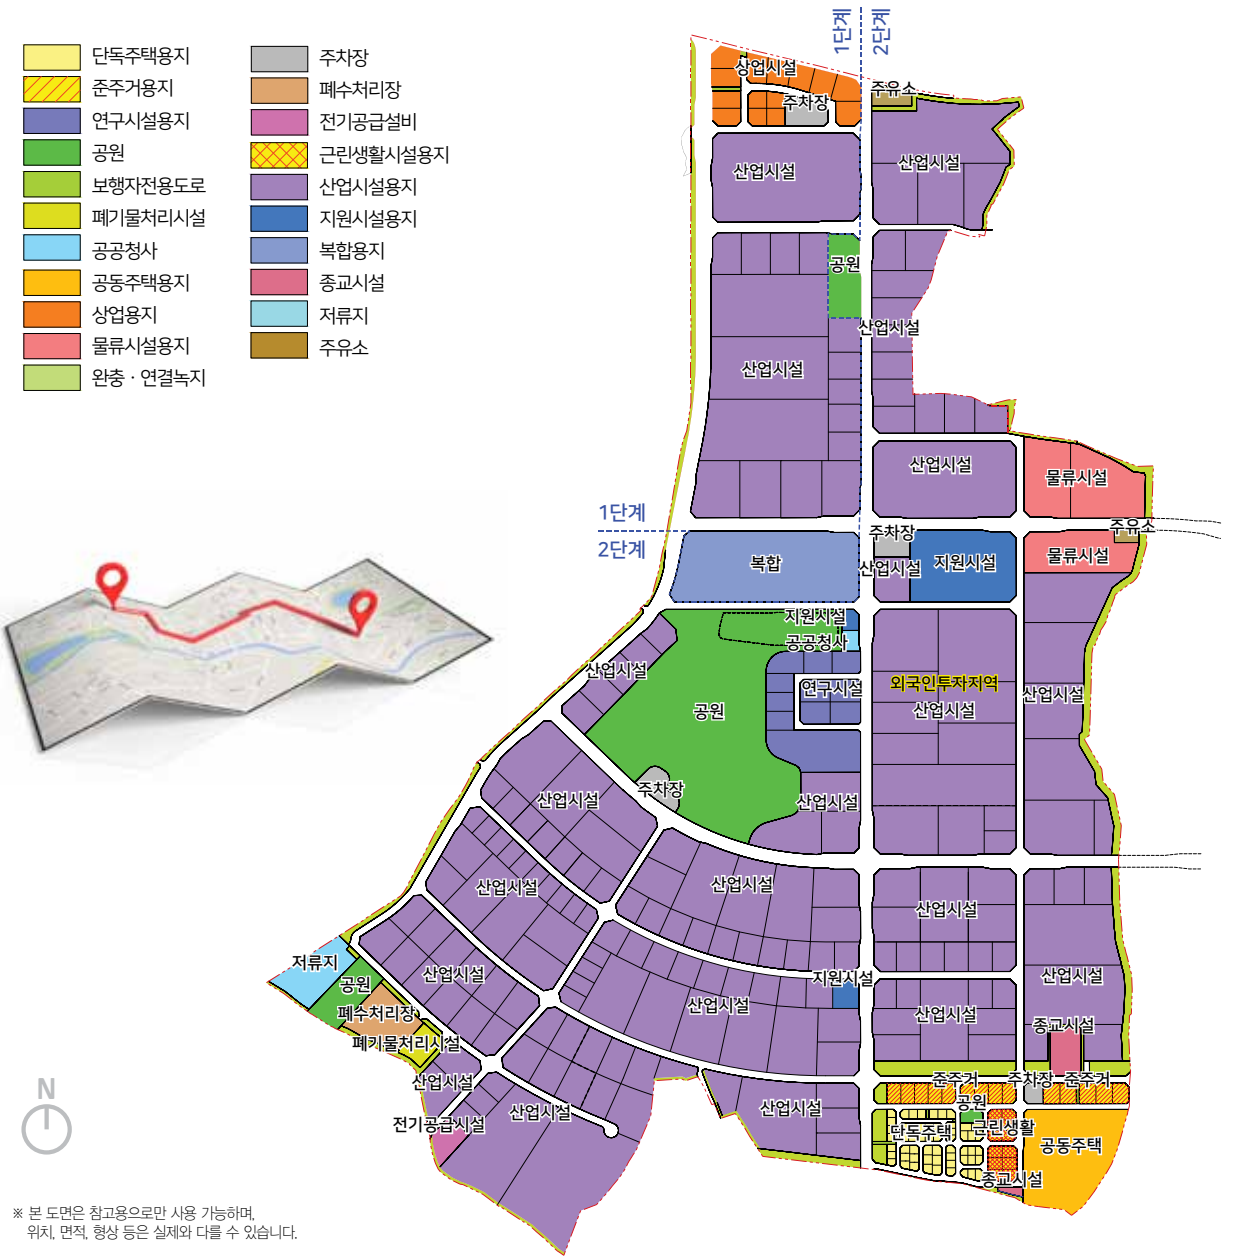 단독주택용지
준주거용지
연구시설용지
공원
보행자전용도로
폐기물처리시설
공공청사
공동주택용지
상업용지
물류시설용지
완충 · 연결녹지
주차장
폐수처리장
전기공급설비
근린생활시설용지
산업시설용지
지원시설용지
복합용지
종교시설
저류지
주유소
1단계
2단계
상업시설
주차장
주유소
산업시설
산업시설
공원
산업시설
산업시설
산업시설
물류시설
1단계
2단계
주유소
주차장
복합
산업시설
지원시설
물류시설
지원시설
공공청사
산업시설
연구시설
외국인투자지역
산업시설
산업시설
공원
주차장
산업시설
산업시설
산업시설
산업시설
산업시설
저류지
공원
산업시설
지원시설
산업시설
산업시설
폐수처리장
산업시설
종교시설
폐기물처리시설
산업시설
준주거
주차장
준주거
전기공급시설
산업시설
산업시설
공원
단독주택
근린생활
공동주택
종교시설
N
※ 본 도면은 참고용으로만 사용 가능하며,
위치, 면적, 형상 등은 실제와 다를 수 있습니다.